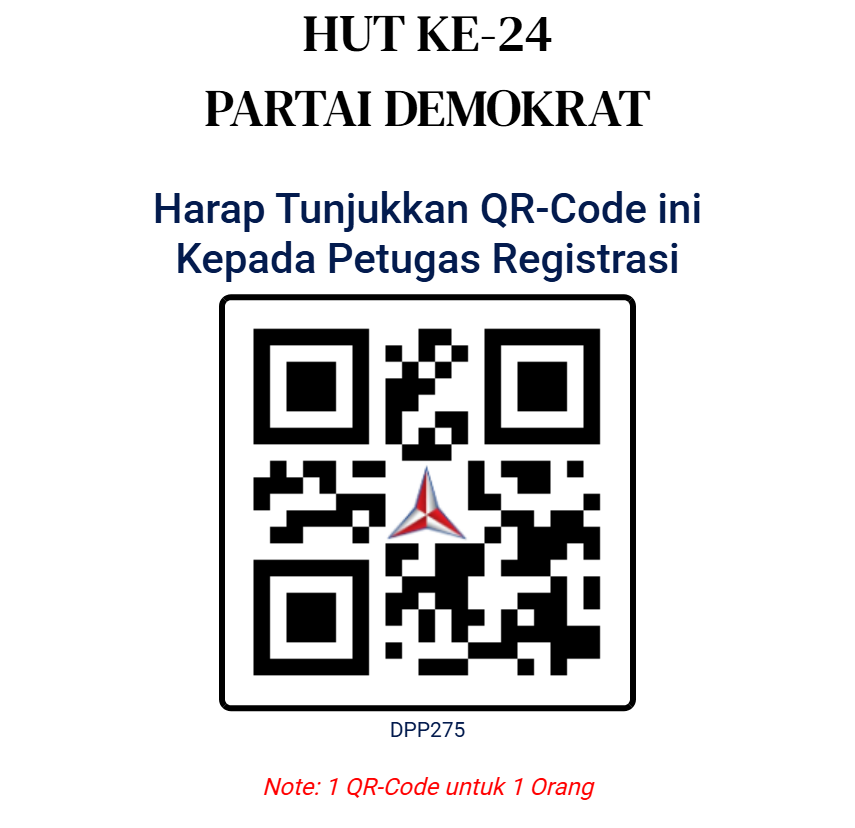 HUT KE-24
PARTAI DEMOKRAT
Harap Tunjukkan QR-Code ini
Kepada Petugas Registrasi
DPP275
Note: 1 QR-Code untuk 1 Orang